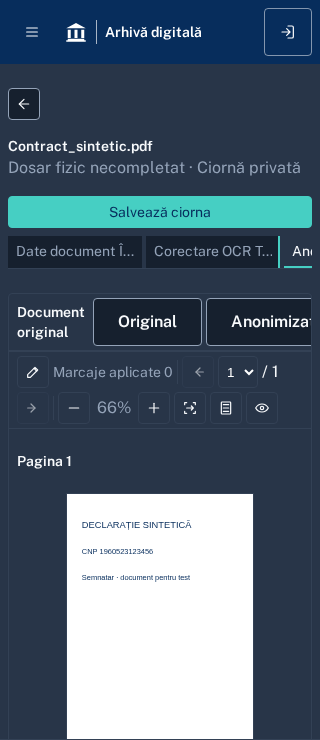 Arhivă digitală
Contract_sintetic.pdf
Dosar fizic necompletat · Ciornă privată
Salvează ciorna
Date document Î... Corectare OCR T... Ano
Document original Original Anonimizat
Marcaje aplicate 0 1 / 1
66%
Pagina 1
DECLARAȚIE SINTETICĂ
CNP 1960523123456
Semnatar - document pentru test